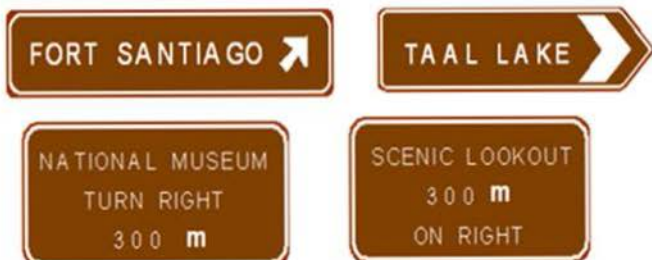 FORT SANTIAGO
TAAL LAKE
NATIONAL MUSEUM
TURN RIGHT
300 m
SCENIC LOOKOUT
300 m
ON RIGHT